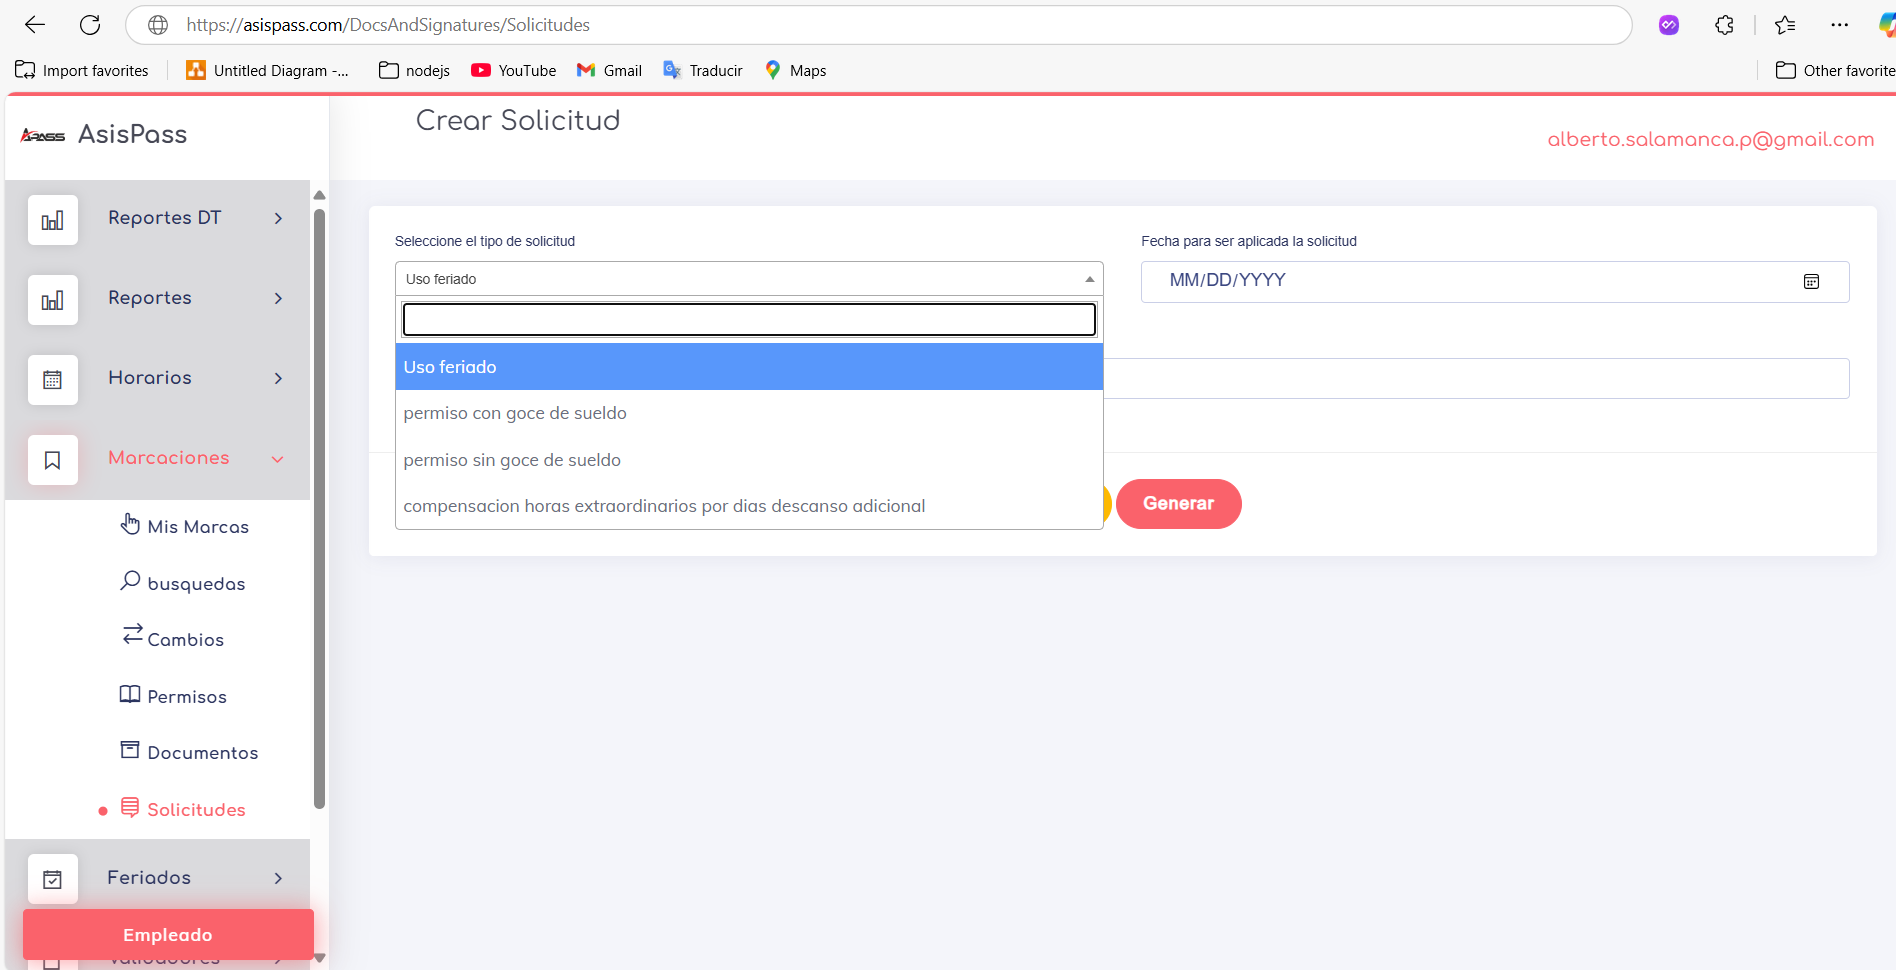 https://asispass.com/DocsAndSignatures/Solicitudes
Import favorites
Untitled Diagram -...
nodejs
YouTube
Gmail
Traducir
Maps
Other favorite
APASS
AsisPass
Crear Solicitud
alberto.salamanca.p@gmail.com
Reportes DT
Reportes
Horarios
Marcaciones
Mis Marcas
busquedas
Cambios
Permisos
Documentos
Solicitudes
Feriados
Empleado
Validadores
Seleccione el tipo de solicitud
Uso feriado
Uso feriado
permiso con goce de sueldo
permiso sin goce de sueldo
compensacion horas extraordinarios por dias descanso adicional
Fecha para ser aplicada la solicitud
MM/DD/YYYY
Generar